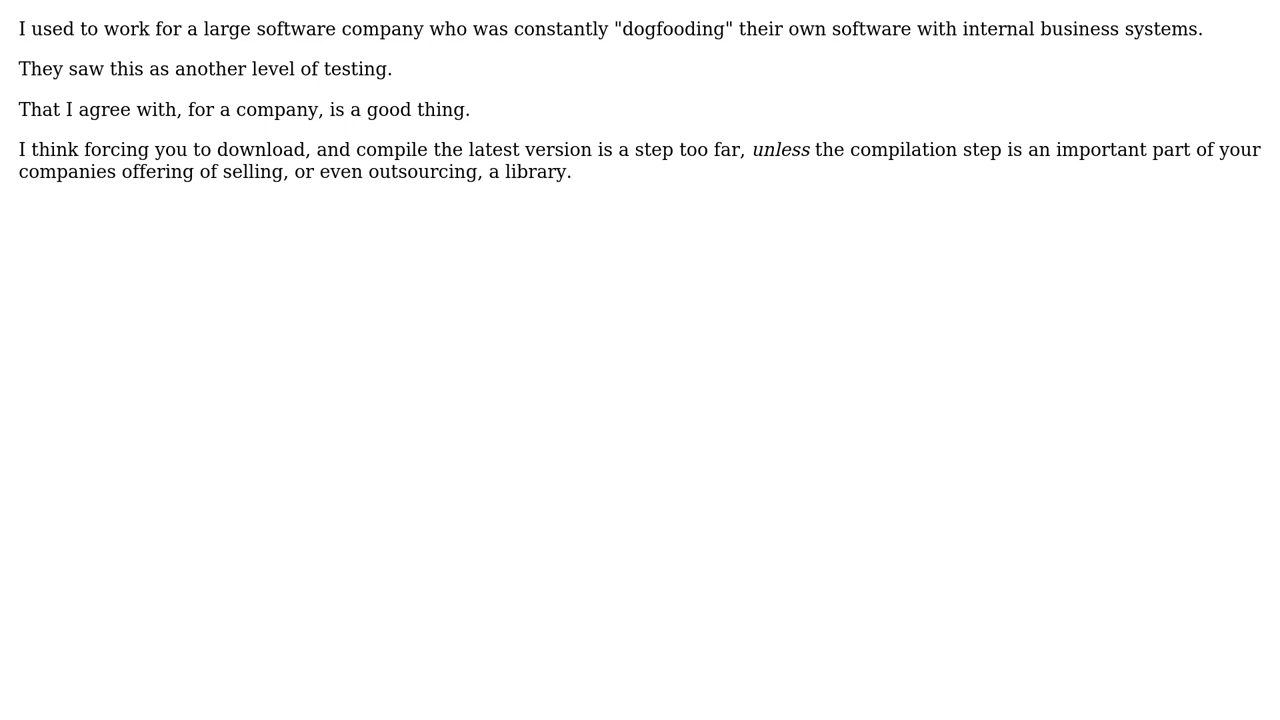 I used to work for a large software company who was constantly "dogfooding" their own software with internal business systems.
They saw this as another level of testing.
That I agree with, for a company, is a good thing.
I think forcing you to download, and compile the latest version is a step too far, unless the compilation step is an important part of your
companies offering of selling, or even outsourcing, a library.